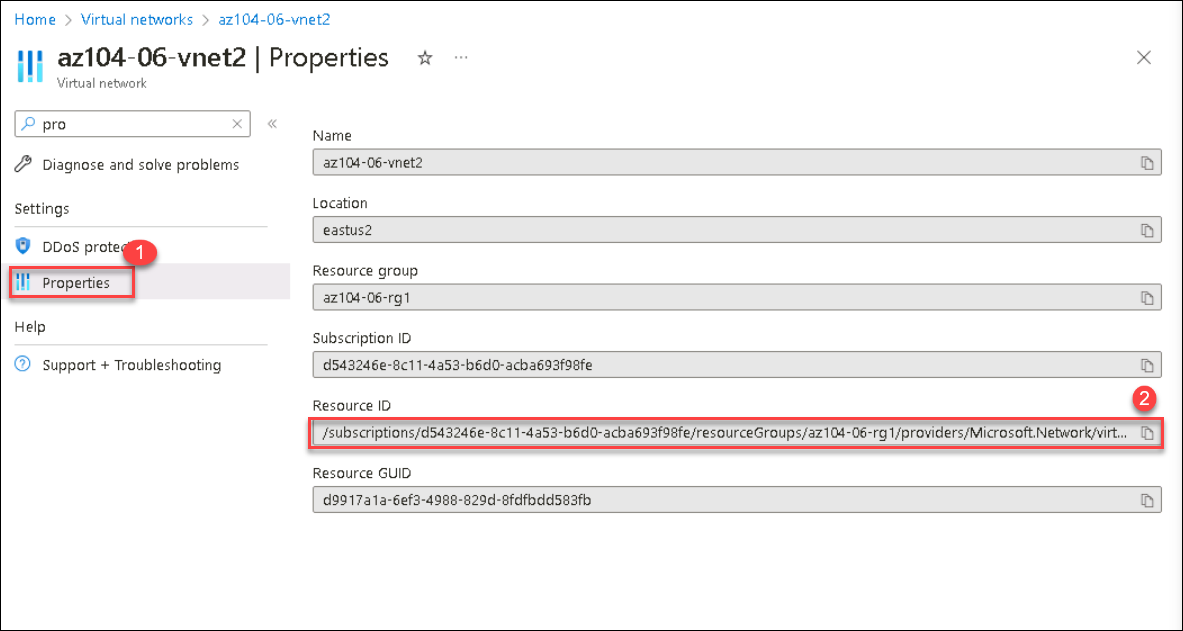 Home > Virtual networks > az104-06-vnet2
az104-06-vnet2 | Properties
Virtual network
pro
Diagnose and solve problems
Settings
DDoS protec
1
Properties
Help
Support + Troubleshooting
Name
az104-06-vnet2
Location
eastus2
Resource group
az104-06-rg1
Subscription ID
d543246e-8c11-4a53-b6d0-acba693f98fe
Resource ID
2
/subscriptions/d543246e-8c11-4a53-b6d0-acba693f98fe/resourceGroups/az104-06-rg1/providers/Microsoft.Network/virt...
Resource GUID
d9917a1a-6ef3-4988-829d-8fdfbdd583fb